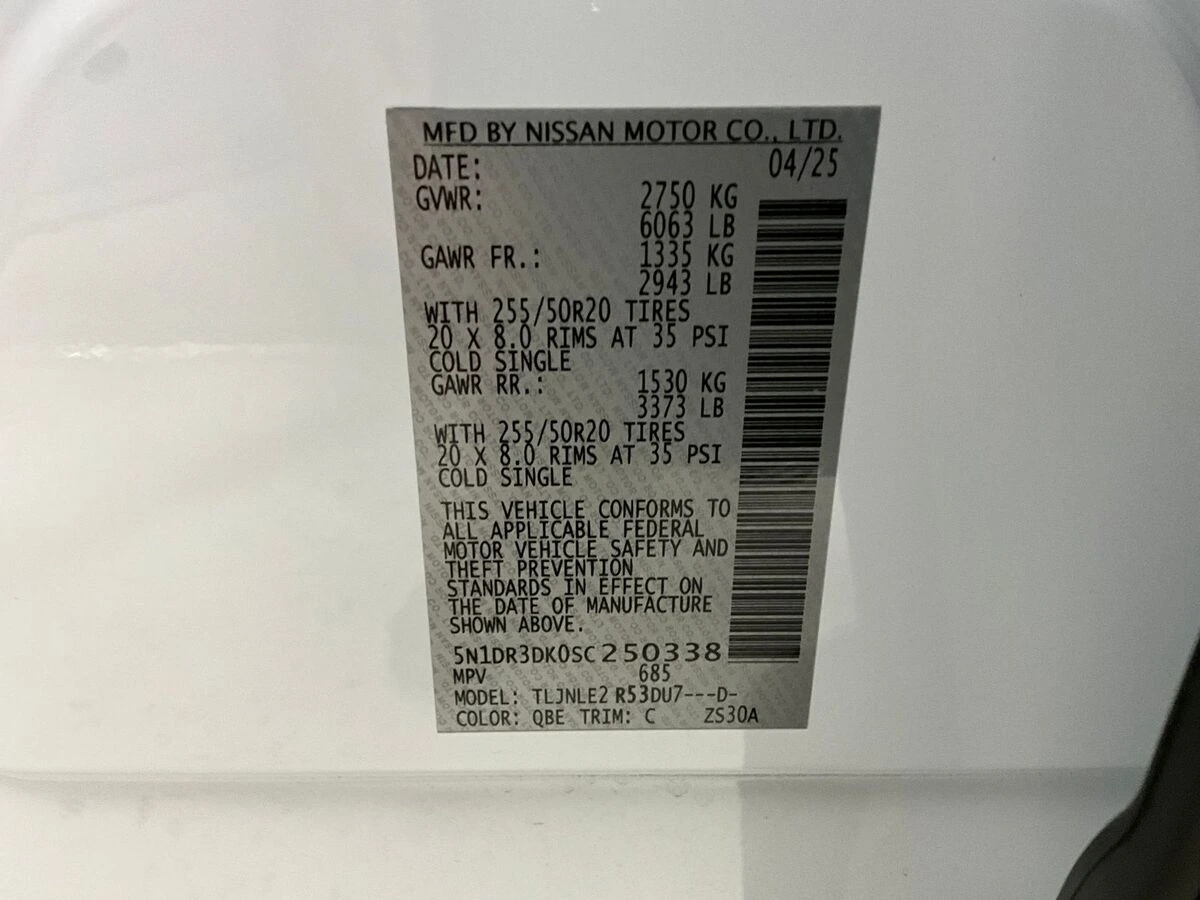 MFD BY NISSAN MOTOR CO., LTD.
DATE: 04/25
GVWR: 2750 KG
6063 LB
GAWR FR.: 1335 KG
2943 LB
WITH 255/50R20 TIRES
20 X 8.0 RIMS AT 35 PSI
COLD SINGLE
GAWR RR.: 1530 KG
3373 LB
WITH 255/50R20 TIRES
20 X 8.0 RIMS AT 35 PSI
COLD SINGLE
THIS VEHICLE CONFORMS TO
ALL APPLICABLE FEDERAL
MOTOR VEHICLE SAFETY AND
THEFT PREVENTION
STANDARDS IN EFFECT ON
THE DATE OF MANUFACTURE
SHOWN ABOVE.
5N1DR3DK0SC250338
MPV 685
MODEL: TLJNLE2 R53DU7---D-
COLOR: QBE TRIM: C ZS30A